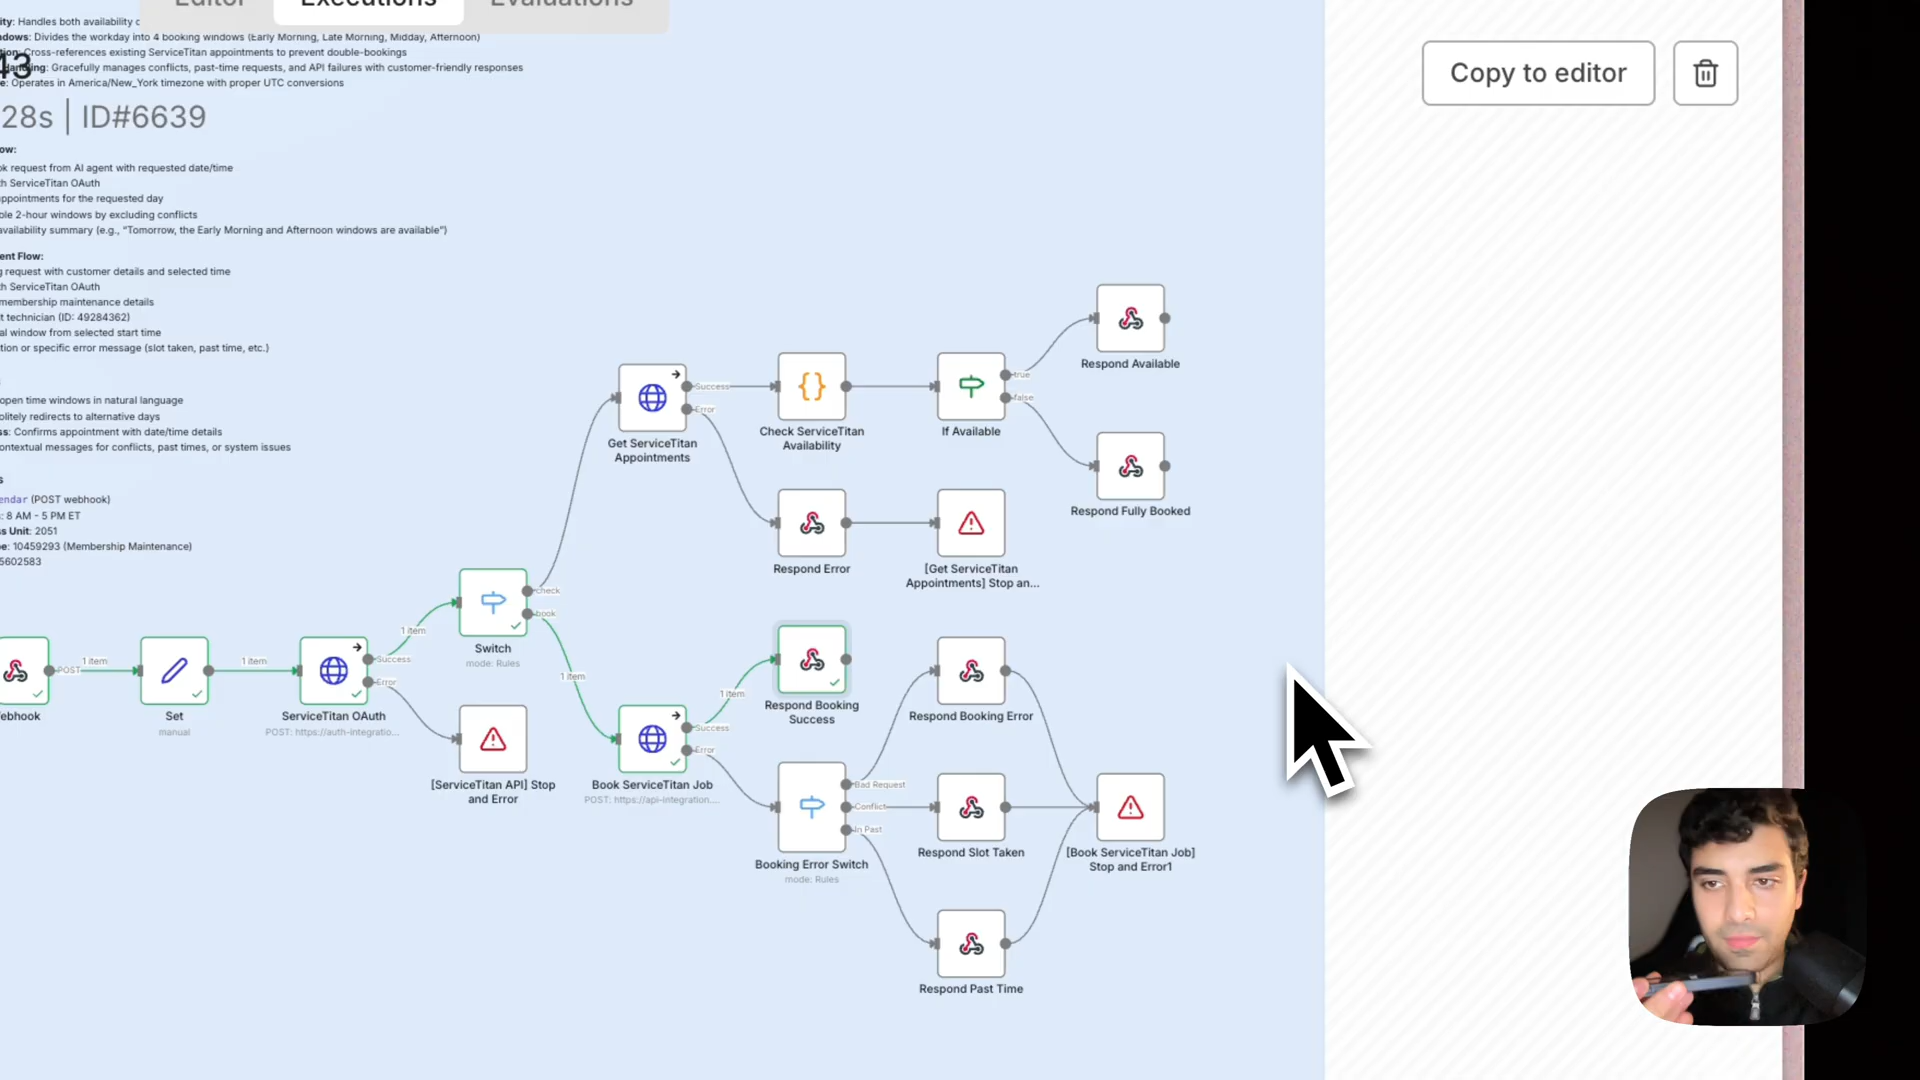 Editor Executions Evaluations
ity: Handles both availability c
ndows: Divides the workday into 4 booking windows (Early Morning, Late Morning, Midday, Afternoon)
tion: Cross-references existing ServiceTitan appointments to prevent double-bookings
Handling: Gracefully manages conflicts, past-time requests, and API failures with customer-friendly responses
e: Operates in America/New_York timezone with proper UTC conversions
43
28s | ID#6639
Copy to editor
ow:
ok request from AI agent with requested date/time
h ServiceTitan OAuth
appointments for the requested day
ble 2-hour windows by excluding conflicts
availability summary (e.g., "Tomorrow, the Early Morning and Afternoon windows are available")
ent Flow:
g request with customer details and selected time
h ServiceTitan OAuth
membership maintenance details
t technician (ID: 49284362)
al window from selected start time
tion or specific error message (slot taken, past time, etc.)
:
open time windows in natural language
olitely redirects to alternative days
ss: Confirms appointment with date/time details
ontextual messages for conflicts, past times, or system issues
s
endar (POST webhook)
: 8 AM - 5 PM ET
ss Unit: 2051
pe: 10459293 (Membership Maintenance)
5602583
Respond Available
true
false
Success
Error
Get ServiceTitan
Appointments
Check ServiceTitan
Availability
If Available
Respond Fully Booked
Respond Error
[Get ServiceTitan
Appointments] Stop an...
check
book
Switch
mode: Rules
1 item
POST
1 item
1 item
Success
Error
ebhook
Set
manual
ServiceTitan OAuth
POST: https://auth-integratio...
[ServiceTitan API] Stop
and Error
1 item
1 item
Success
Error
Book ServiceTitan Job
POST: https://api-integration....
Respond Booking
Success
Respond Booking Error
Bad Request
Conflict
In Past
Booking Error Switch
mode: Rules
Respond Slot Taken
[Book ServiceTitan Job]
Stop and Error1
Respond Past Time